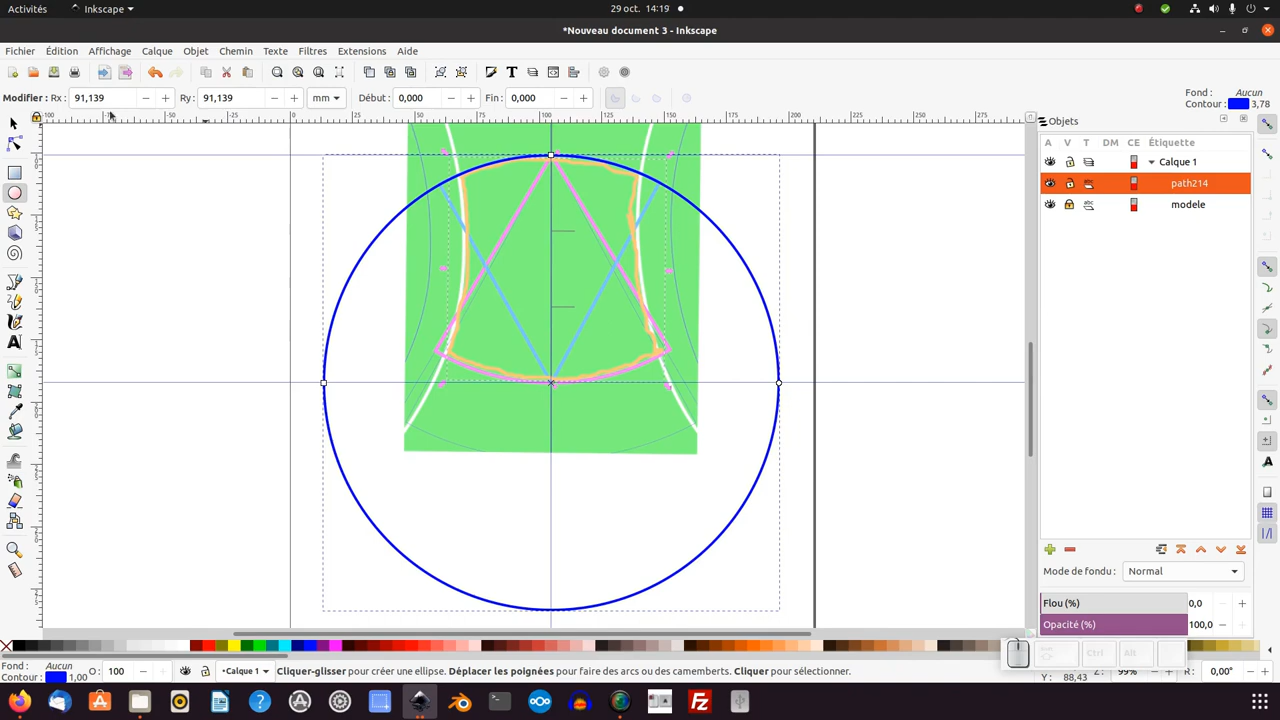 Activités
Inkscape
29 oct. 14:19
*Nouveau document 3 - Inkscape
Fichier Édition Affichage Calque Objet Chemin Texte Filtres Extensions Aide
Modifier: Rx: 91,139 Ry: 91,139 mm Début: 0,000 Fin: 0,000
Fond: Aucun
Contour: 3,78
Objets
A V T DM CE Étiquette
Calque 1
path214
modele
Mode de fondu: Normal
Flou (%) 0,0
Opacité (%) 100,0
Ctrl Alt
Fond: Aucun
Contour: 1,00
O: 100
•Calque 1
Cliquer-glisser pour créer une ellipse. Déplacer les poignées pour faire des arcs ou des camemberts. Cliquer pour sélectionner.
Y: 88,43
Z: 99%
R: 0,00°